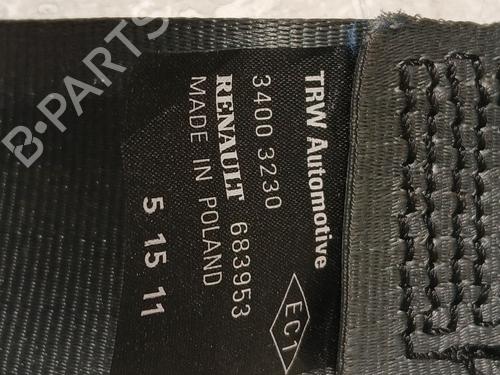 TRW Automotive
3400 3230
RENAULT 683953
MADE IN POLAND
5 15 11
EC1
B-PARTS